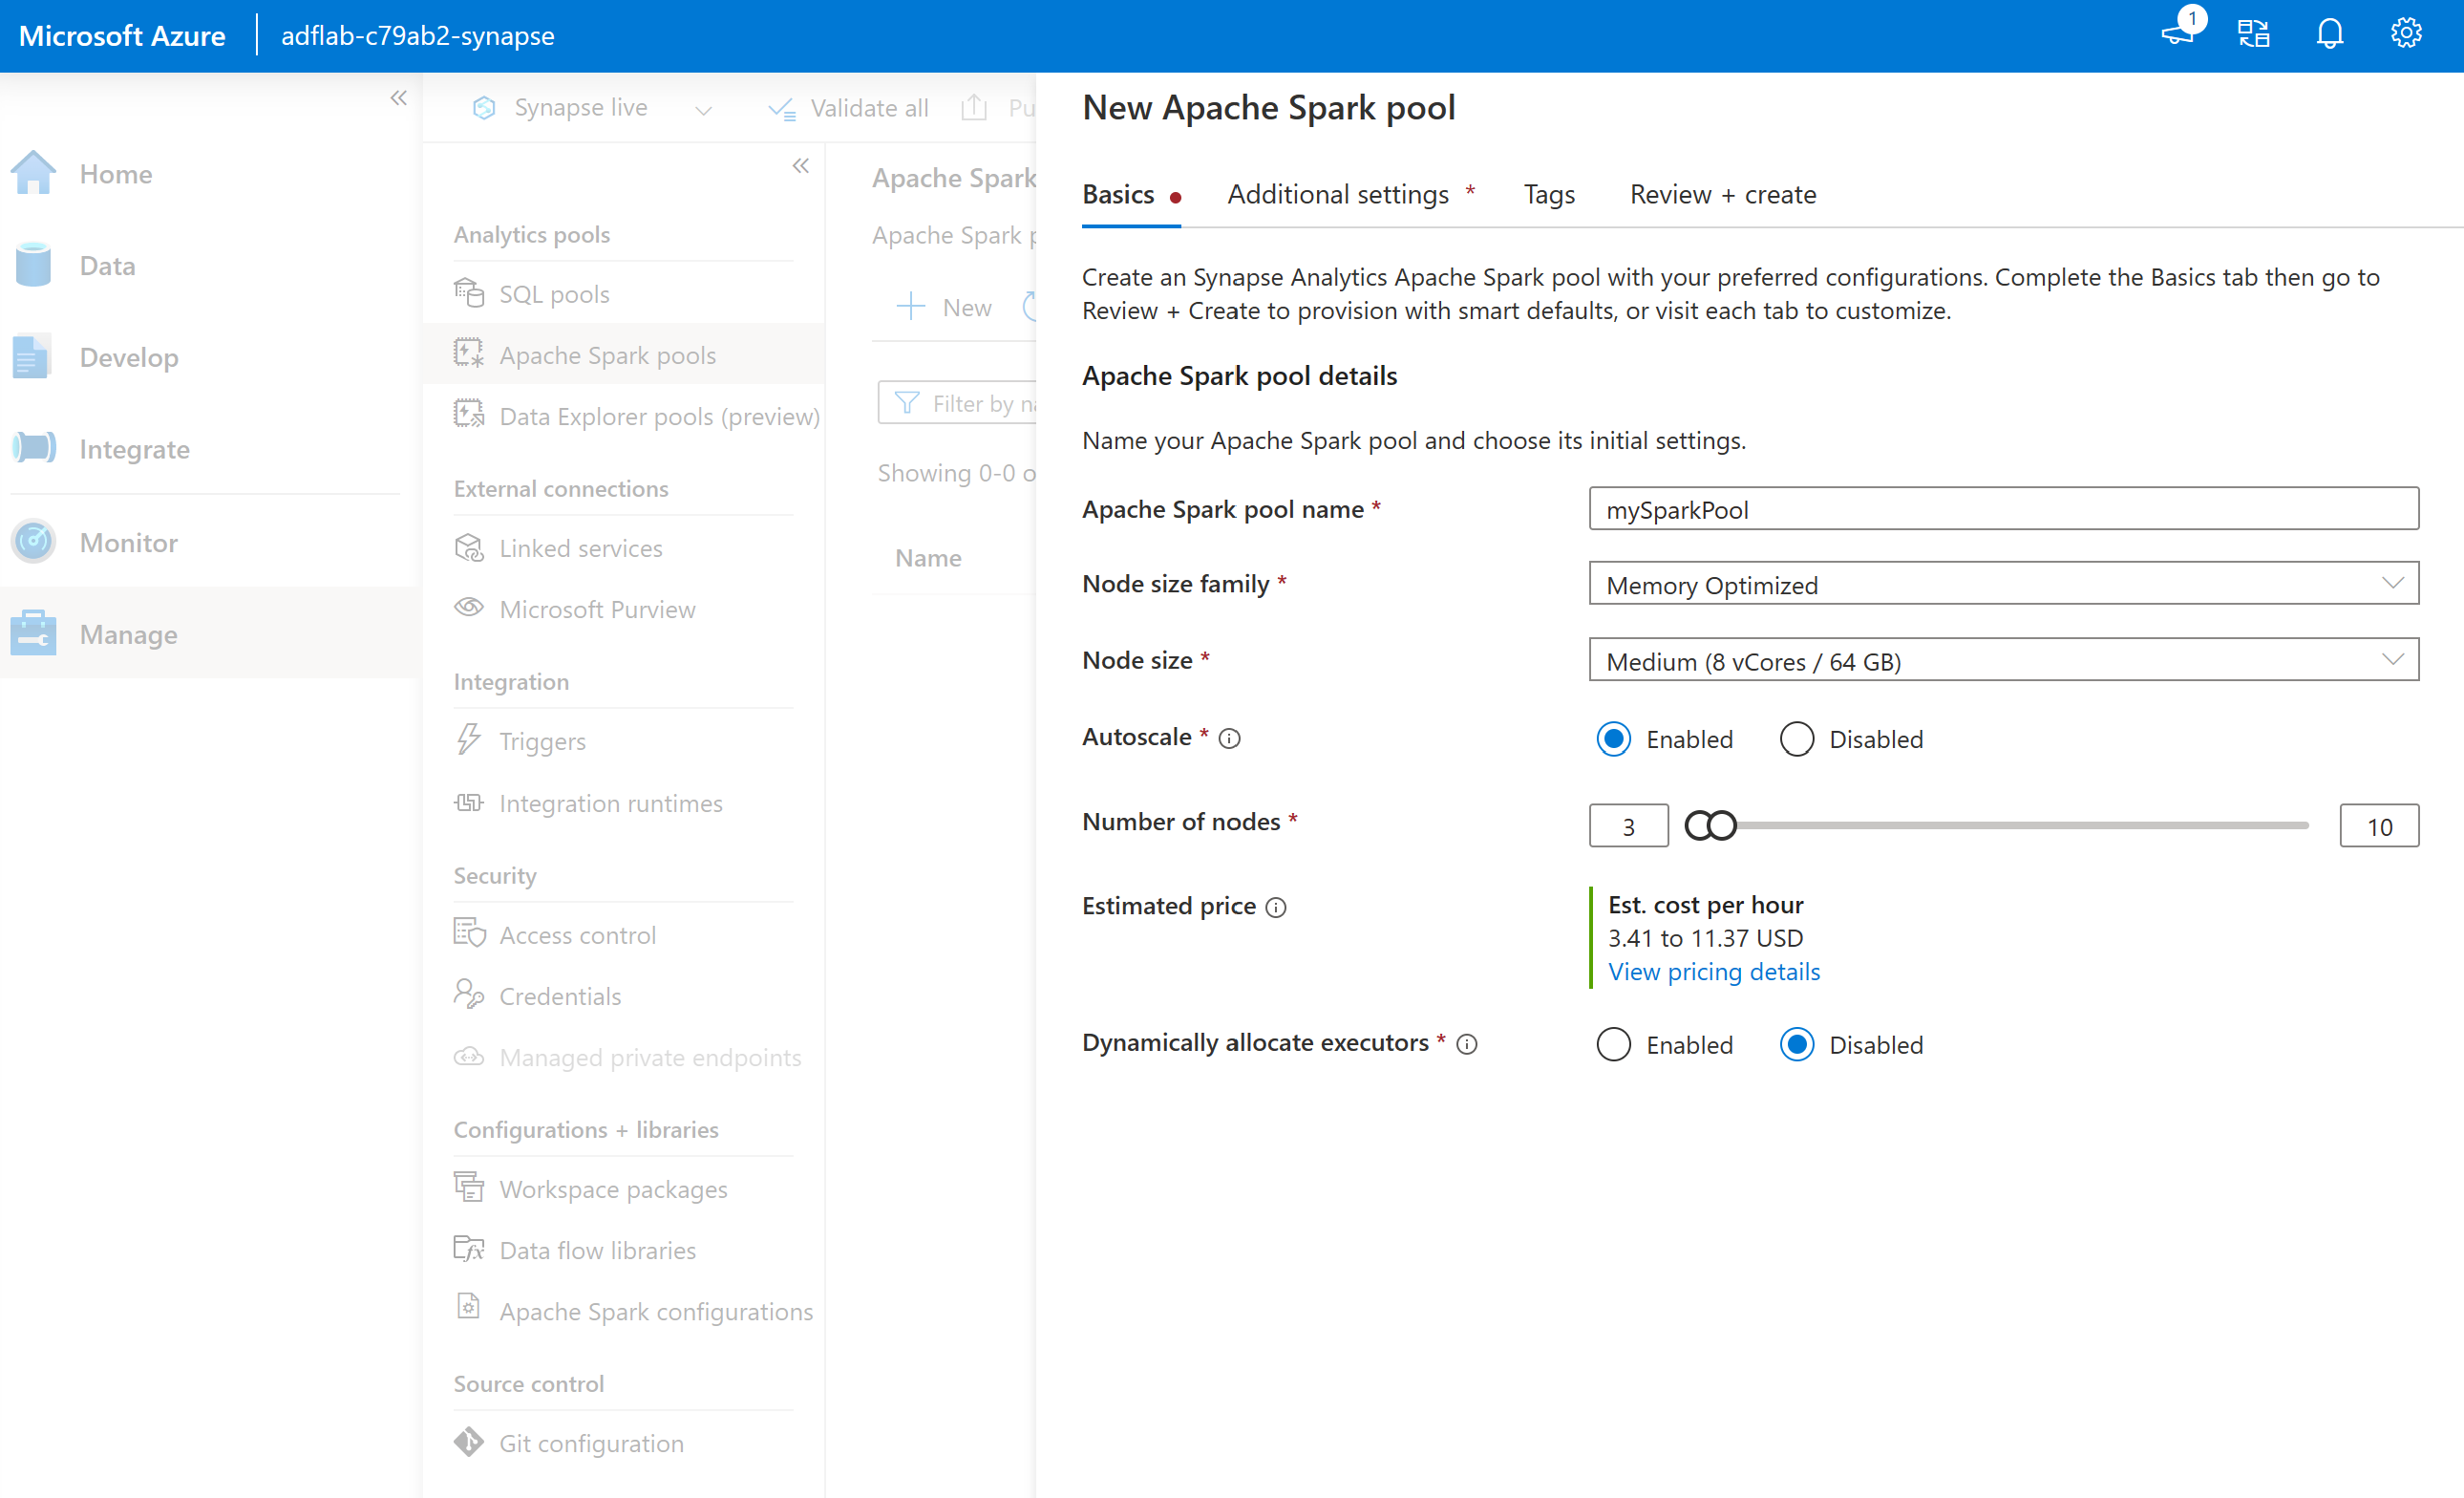 Microsoft Azure
adflab-c79ab2-synapse
1
Home
Data
Develop
Integrate
Monitor
Manage
Synapse live
Validate all
Pu
Analytics pools
SQL pools
Apache Spark pools
Data Explorer pools (preview)
External connections
Linked services
Microsoft Purview
Integration
Triggers
Integration runtimes
Security
Access control
Credentials
Managed private endpoints
Configurations + libraries
Workspace packages
Data flow libraries
Apache Spark configurations
Source control
Git configuration
Apache Spark
Apache Spark p
New
Filter by na
Showing 0-0 o
Name
New Apache Spark pool
Basics
Additional settings *
Tags
Review + create
Create an Synapse Analytics Apache Spark pool with your preferred configurations. Complete the Basics tab then go to
Review + Create to provision with smart defaults, or visit each tab to customize.
Apache Spark pool details
Name your Apache Spark pool and choose its initial settings.
Apache Spark pool name *
mySparkPool
Node size family *
Memory Optimized
Node size *
Medium (8 vCores / 64 GB)
Autoscale *
Enabled
Disabled
Number of nodes *
3
10
Estimated price
Est. cost per hour
3.41 to 11.37 USD
View pricing details
Dynamically allocate executors *
Enabled
Disabled